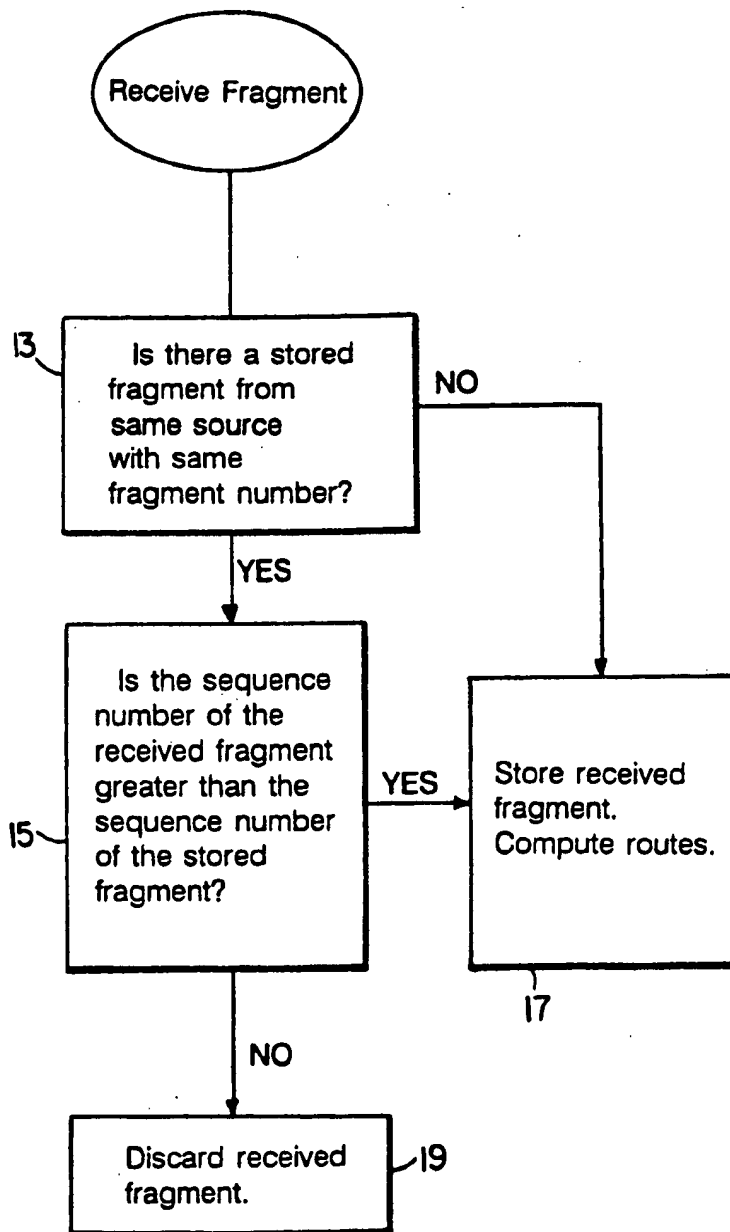 Receive Fragment
13
Is there a stored
fragment from
same source
with same
fragment number?
NO
YES
15
Is the sequence
number of the
received fragment
greater than the
sequence number
of the stored
fragment?
YES
Store received
fragment.
Compute routes.
17
NO
Discard received
fragment.
19